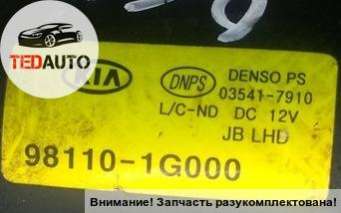 TEDAUTO
KIA
DNPS
DENSO PS
03541-7910
L/C-ND DC 12V
JB LHD
98110-1G000
Внимание! Запчасть разукомплектована!